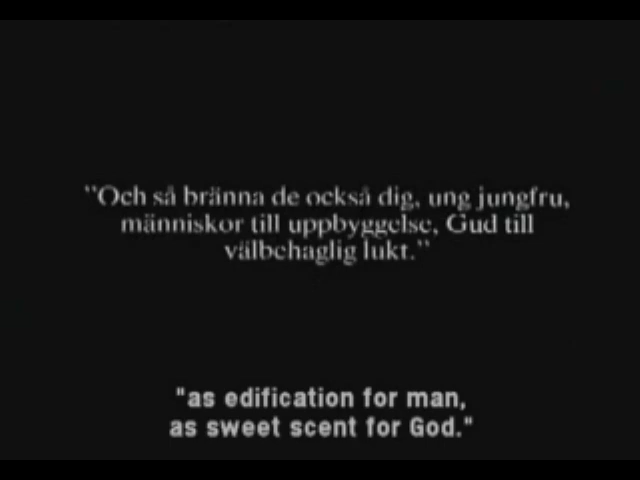 "Och så bränna de också dig, ung jungfru,
människor till uppbyggelse, Gud till
välbehaglig lukt."
"as edification for man,
as sweet scent for God."